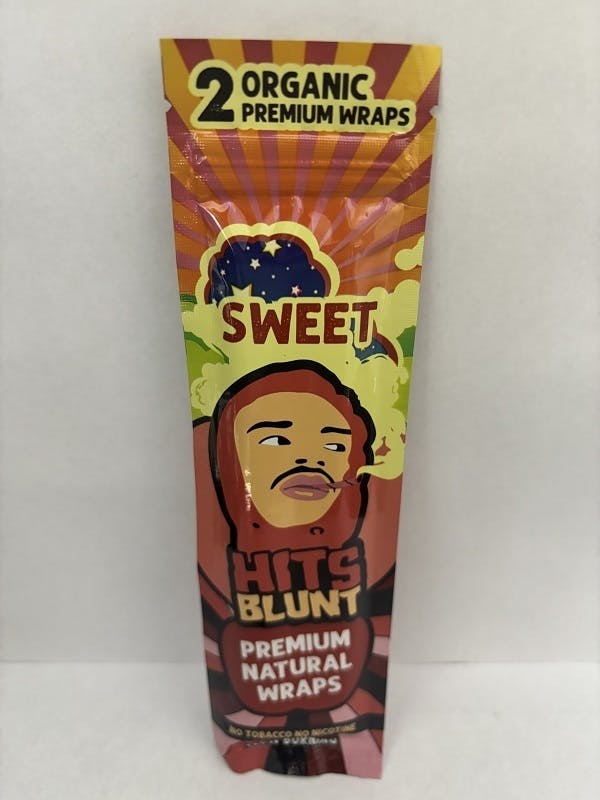 2 ORGANIC
PREMIUM WRAPS
SWEET
HITS
BLUNT
PREMIUM
NATURAL
WRAPS
NO TOBACCO NO NICOTINE